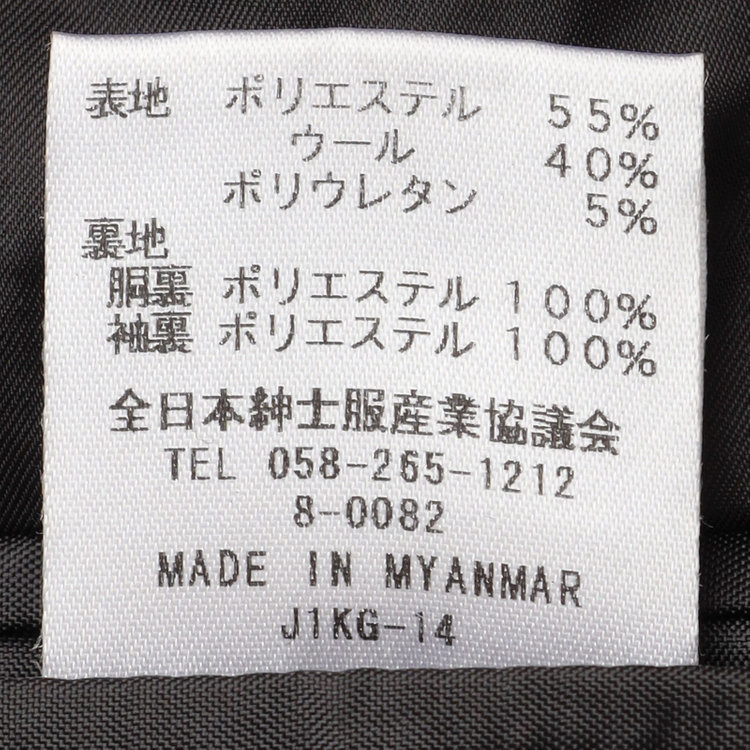 表地 ポリエステル 55%
ウール 40%
ポリウレタン 5%
裏地
胴裏 ポリエステル 100%
袖裏 ポリエステル 100%
全日本紳士服産業協議会
TEL 058-265-1212
8-0082
MADE IN MYANMAR
J1KG-14